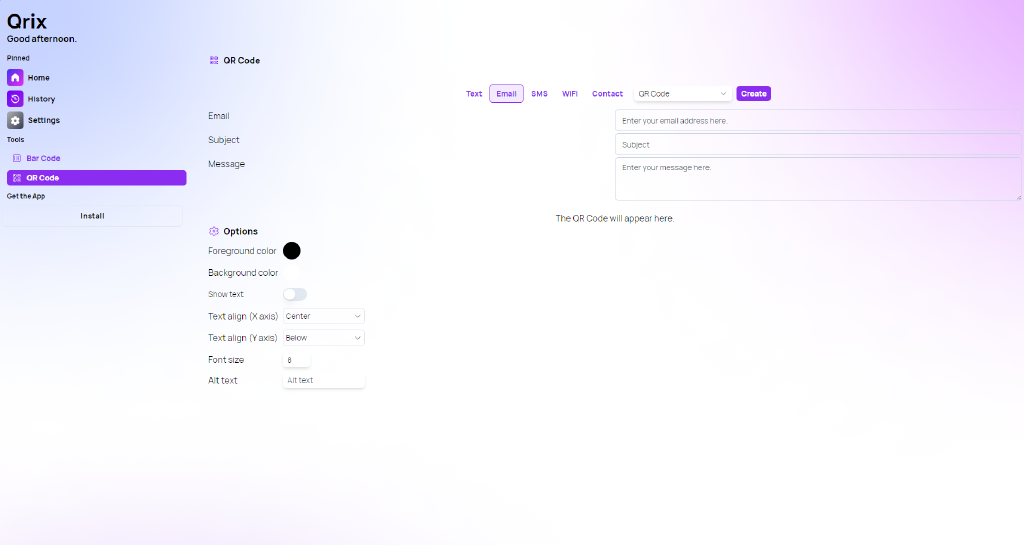 Qrix
Good afternoon.
Pinned
Home
History
Settings
Tools
Bar Code
QR Code
Get the App
Install
QR Code
Text Email SMS WiFi Contact QR Code Create
Email Enter your email address here.
Subject Subject
Message Enter your message here.
The QR Code will appear here.
Options
Foreground color
Background color
Show text
Text align (X axis) Center
Text align (Y axis) Below
Font size 6
Alt text Alt text